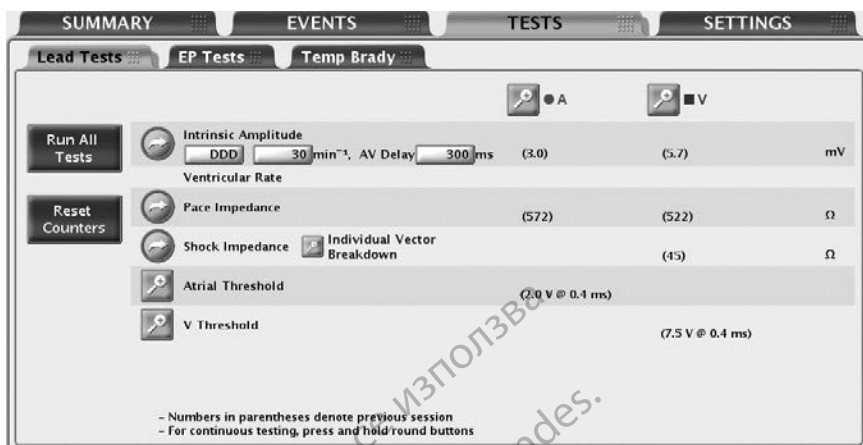 SUMMARY EVENTS TESTS SETTINGS
Lead Tests EP Tests Temp Brady
A V
Run All Tests
Intrinsic Amplitude
DDD 30 min⁻¹, AV Delay 300 ms (3.0) (5.7) mV
Ventricular Rate
Reset Counters
Pace Impedance (572) (522) Ω
Shock Impedance Individual Vector Breakdown (45) Ω
Atrial Threshold (2.0 V @ 0.4 ms)
V Threshold (7.5 V @ 0.4 ms)
- Numbers in parentheses denote previous session
- For continuous testing, press and hold round buttons
се използва